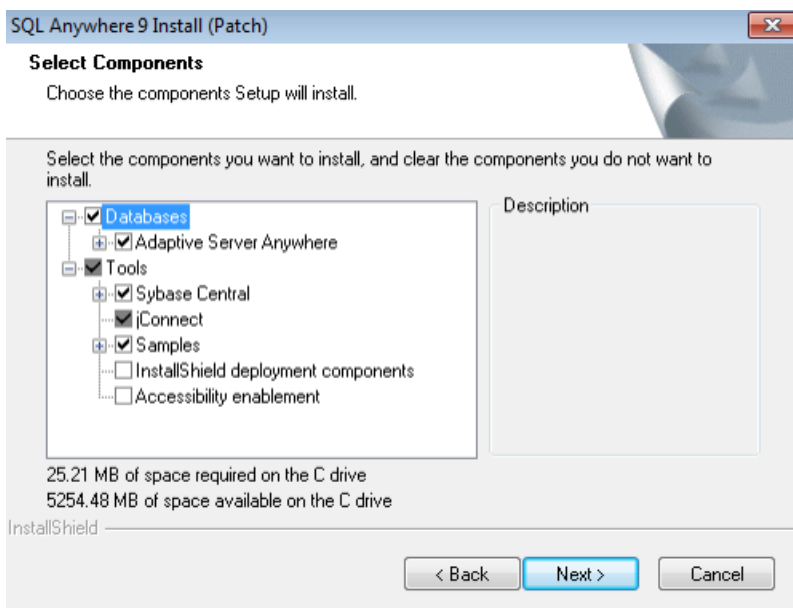 SQL Anywhere 9 Install (Patch)
Select Components
Choose the components Setup will install.
Select the components you want to install, and clear the components you do not want to
install.
Databases
Adaptive Server Anywhere
Tools
Sybase Central
jConnect
Samples
InstallShield deployment components
Accessibility enablement
Description
25.21 MB of space required on the C drive
5254.48 MB of space available on the C drive
InstallShield
< Back
Next >
Cancel